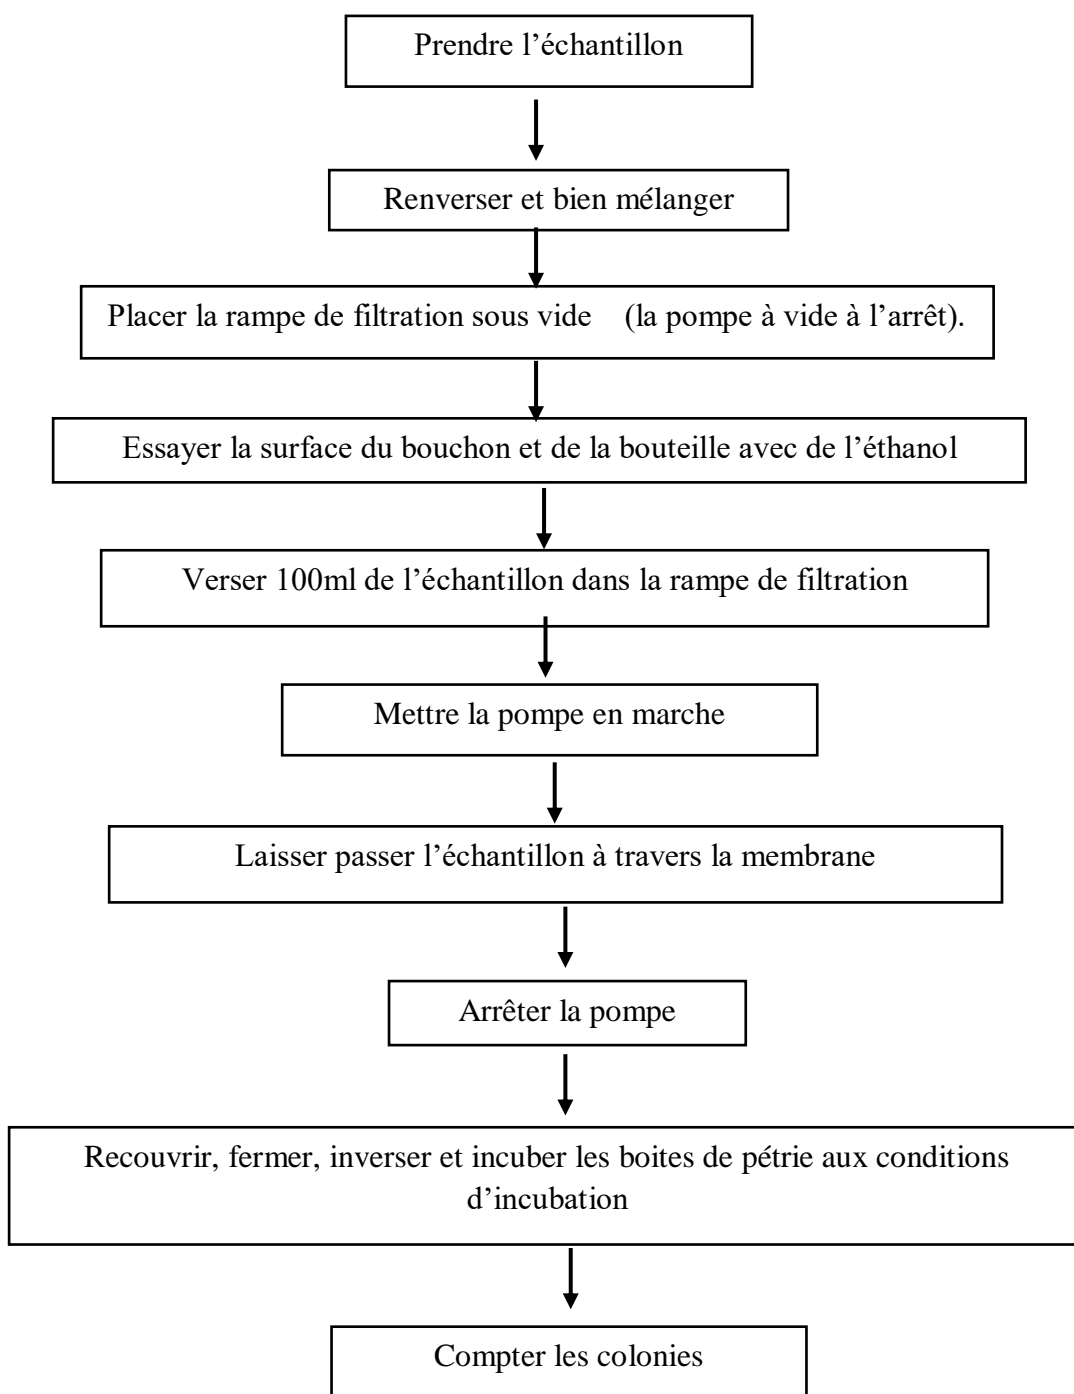 Prendre l’échantillon
Renverser et bien mélanger
Placer la rampe de filtration sous vide (la pompe à vide à l’arrêt).
Essayer la surface du bouchon et de la bouteille avec de l’éthanol
Verser 100ml de l’échantillon dans la rampe de filtration
Mettre la pompe en marche
Laisser passer l’échantillon à travers la membrane
Arrêter la pompe
Recouvrir, fermer, inverser et incuber les boites de pétrie aux conditions
d’incubation
Compter les colonies